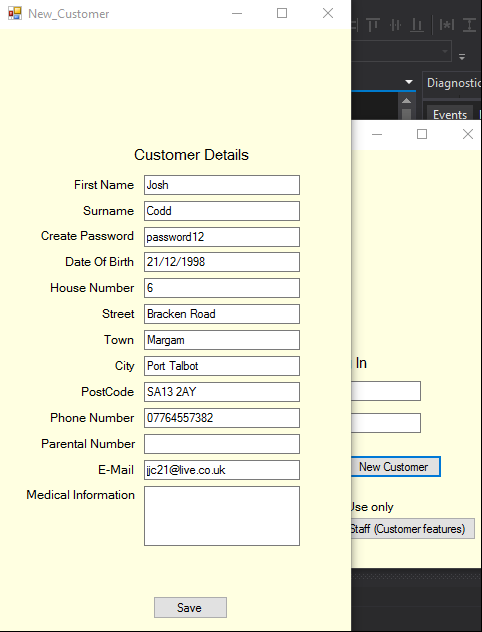 New_Customer
Diagnostic
Events
Customer Details
First Name Josh
Surname Codd
Create Password password12
Date Of Birth 21/12/1998
House Number 6
Street Bracken Road
Town Margam
City Port Talbot
PostCode SA13 2AY
Phone Number 07764557382
Parental Number
E-Mail jjc21@live.co.uk
Medical Information
Save
In
New Customer
Use only
Staff (Customer features)